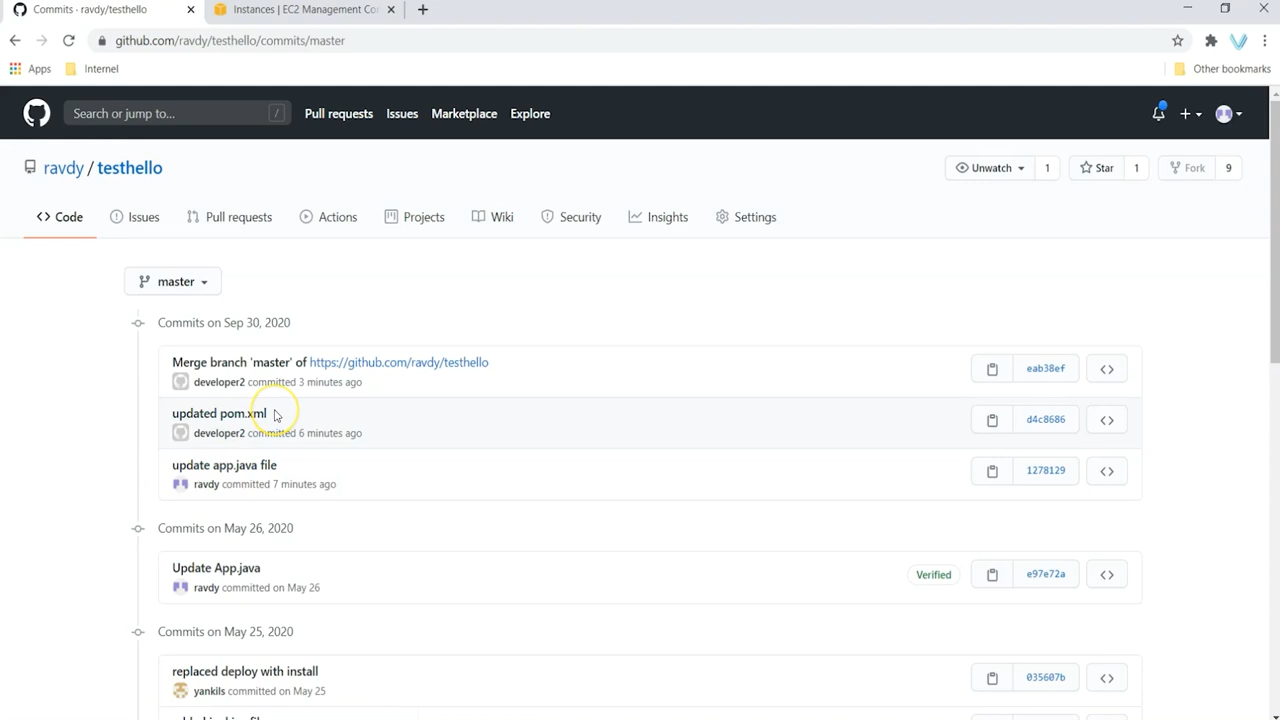 Commits · ravdy/testhello
Instances | EC2 Management Co
github.com/ravdy/testhello/commits/master
Apps
Internet
Other bookmarks
Search or jump to...
/
Pull requests
Issues
Marketplace
Explore
ravdy / testhello
Unwatch
1
Star
1
Fork
9
Code
Issues
Pull requests
Actions
Projects
Wiki
Security
Insights
Settings
master
Commits on Sep 30, 2020
Merge branch 'master' of https://github.com/ravdy/testhello
developer2 committed 3 minutes ago
eab38ef
updated pom.xml
developer2 committed 6 minutes ago
d4c8686
update app.java file
ravdy committed 7 minutes ago
1278129
Commits on May 26, 2020
Update App.java
ravdy committed on May 26
Verified
e97e72a
Commits on May 25, 2020
replaced deploy with install
yankils committed on May 25
035607b